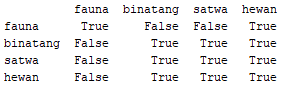 fauna binatang satwa hewan
fauna True False False True
binatang False True True True
satwa False True True True
hewan False True True True